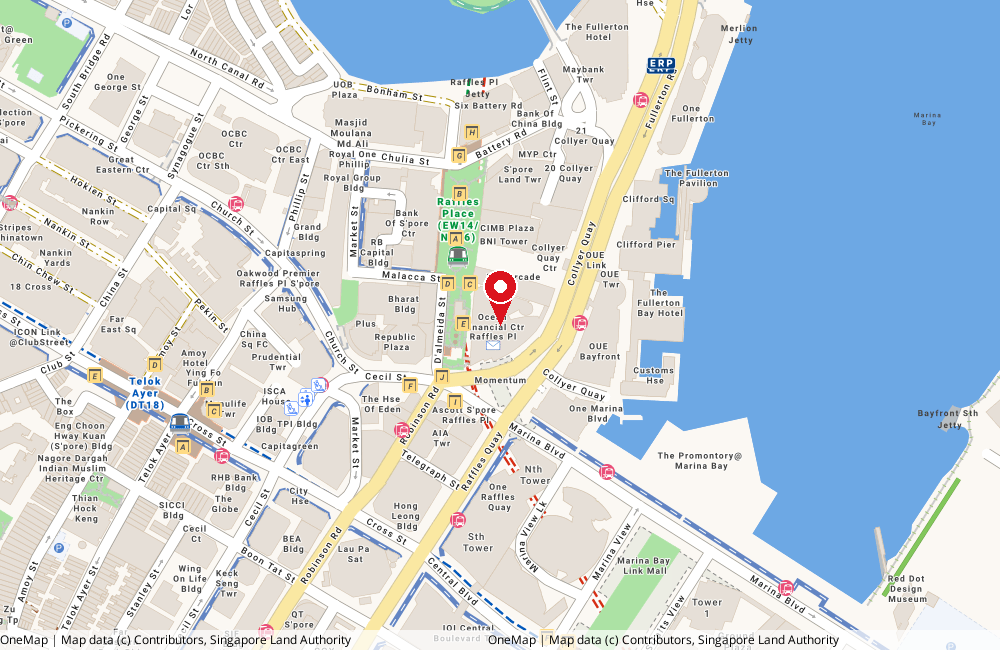 Green
South Bridge Rd
North Canal Rd
One
George St
George St
Pickering St
Great
Eastern Ctr
Synagogue St
OCBC
Ctr
OCBC
Ctr Sth
OCBC
Ctr East
UOB
Plaza
Bonham St
Raffles Pl
Jetty
Six Battery Rd
Bank Of
China Bldg
Battery Rd
Flint St
The Fullerton
Hotel
Maybank
Twr
Hse
ERP
Fullerton Rd
Merlion
Jetty
One
Fullerton
Marina
Bay
21
Collyer Quay
20 Collyer
Quay
MYP Ctr
S'pore
Land Twr
The Fullerton
Pavilion
Clifford Sq
Clifford Pier
Masjid
Moulana
Md.Ali
Royal One
Phillip
Chulia St
Royal Group
Bldg
Phillip St
Market St
Bank
Of S'pore
Ctr
RB
Capital
Bldg
Malacca St
H
G
B
Raffles
Place
(EW14/
A
D
C
E
CIMB Plaza
BNI Tower
Collyer
Quay
Ctr
Collyer Quay
OUE
Link
OUE
Twr
The
Fullerton
Bay Hotel
OUE
Bayfront
Customs
Hse
Hokien St
Nankin
Row
Nankin St
Nankin
Yards
Chin Chew St
18 Cross
Capital Sq
Church St
Grand
Bldg
Capitaspring
Oakwood Premier
Raffles Pl S'pore
Samsung
Hub
China St
Pekin St
Far
East Sq
China
Sq FC
Prudential
Twr
ICON Link
@ClubStreet
Club St
Amoy
Hotel
Ying Fo
Church St
Plus
Bharat
Bldg
Republic
Plaza
D'almeida St
Raffles Pl
Cecil St
J
F
I
The Hse
Of Eden
Robinson Rd
Momentum
Ascott S'pore
Raffles Pl
AIA
Twr
Telegraph St
Raffles Quay
Collyer Quay
One Marina
Blvd
Marina Blvd
Nth
Tower
One
Raffles
Quay
Marina View Lk
Marina View
Sth
Tower
Marina Bay
Link Mall
The Promontory@
Marina Bay
Bayfront Sth
Jetty
Red Dot
Design
Museum
Marina Blvd
Tower
1
Telok
Ayer
(DT18)
E
D
B
C
A
Cross St
ISCA
House
IOB
Bldg
TPI Bldg
Capitagreen
Market St
The
Box
Eng Choon
Hway Kuan
(S'pore) Bldg
Nagore Dargah
Indian Muslim
Heritage Ctr
Telok Ayer St
Thian
Hock
Keng
RHB Bank
Bldg
The
Globe
SICCI
Bldg
Cecil
Ct
Cecil St
City
Hse
BEA
Bldg
Boon Tat St
Hong
Leong
Bldg
Cross St
Lau Pa
Sat
Robinson Rd
Central Blvd
Wing
On Life
Bldg
Keck
Seng
Twr
Amoy St
Telok Ayer St
Stanley St
QT
S'pore
OneMap | Map data (c) Contributors, Singapore Land Authority
OneMap | Map data (c) Contributors, Singapore Land Authority